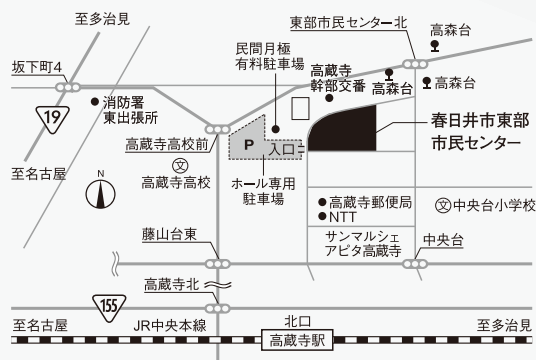 至多治見
東部市民センター北
高森台
坂下町4
民間月極
有料駐車場
高蔵寺
幹部交番
高森台
高森台
消防署
東出張所
19
春日井市東部
市民センター
高蔵寺高校前
P
入口
至名古屋
N
文
高蔵寺高校
ホール専用
駐車場
高蔵寺郵便局
NTT
文中央台小学校
藤山台東
サンマルシェ
アピタ高蔵寺
中央台
高蔵寺北
155
至名古屋
JR中央本線
北口
至多治見
高蔵寺駅